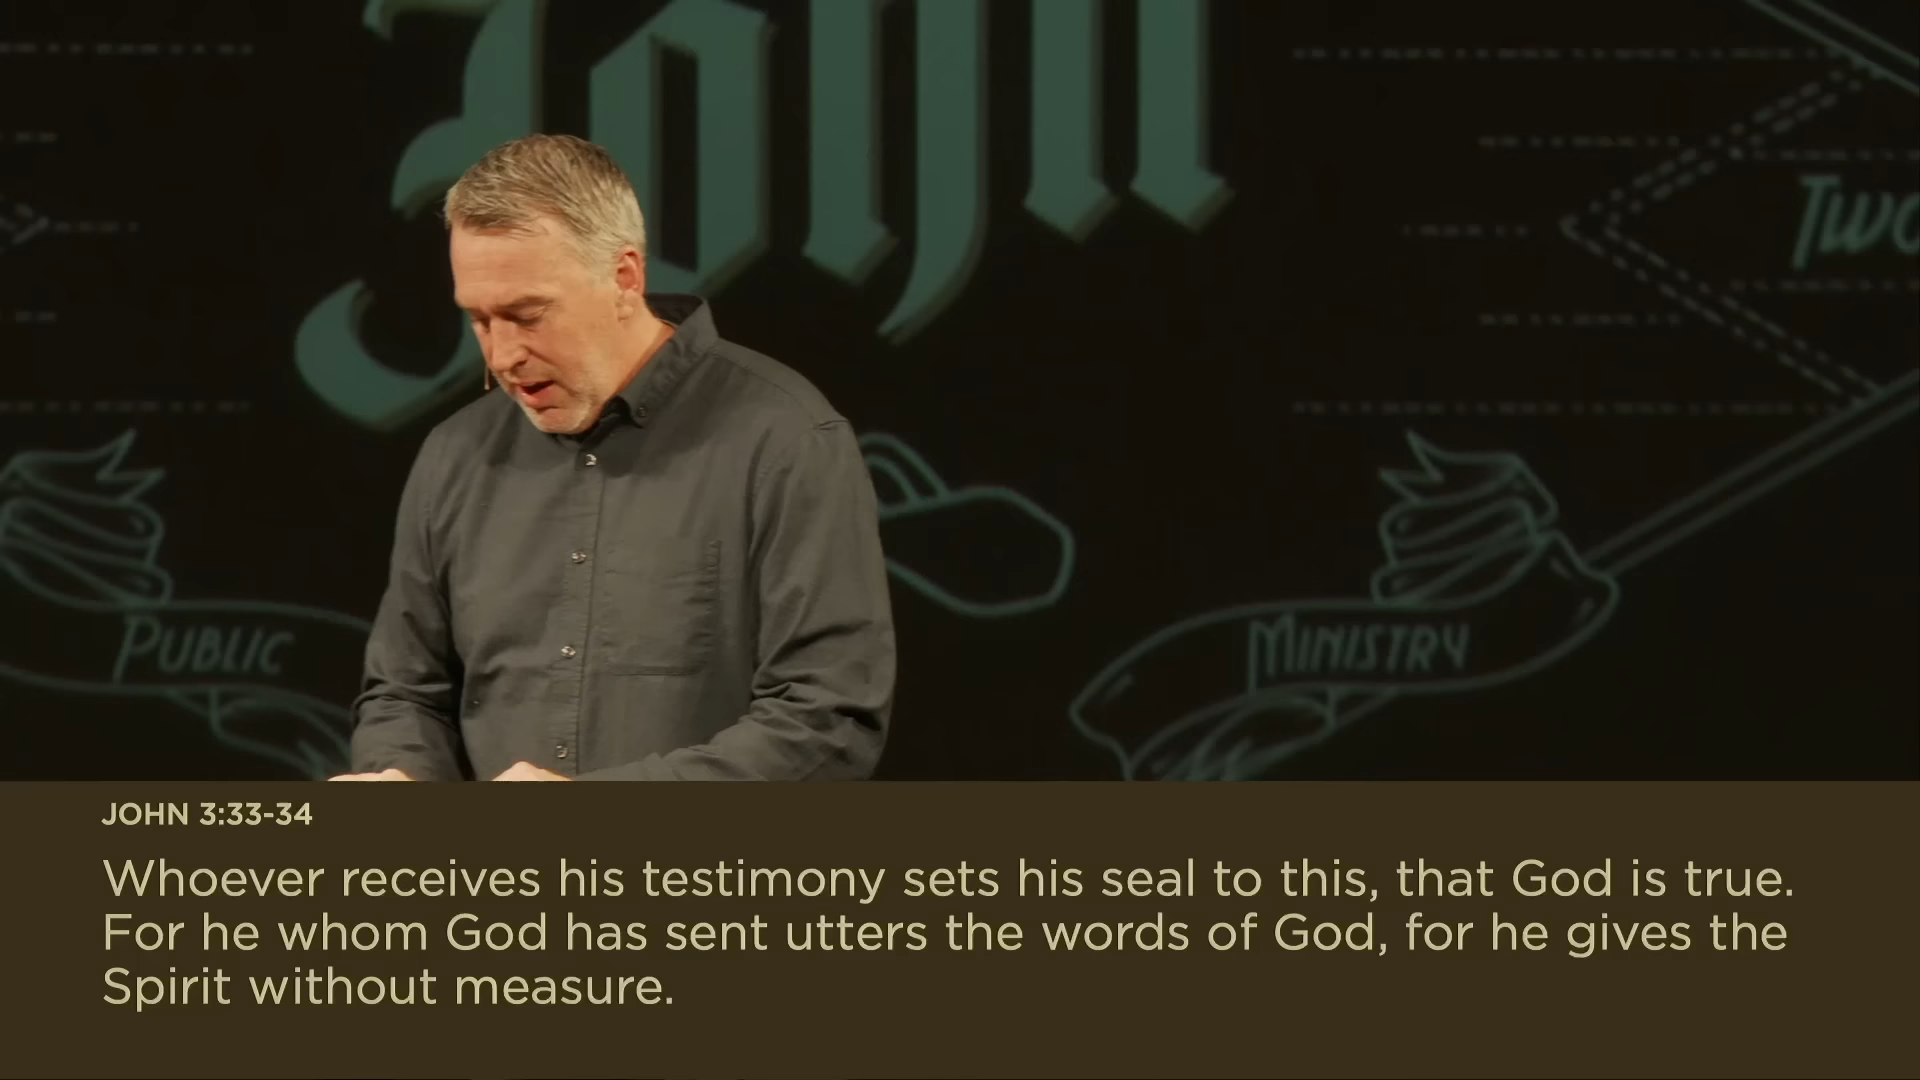 John
Two
Public
Ministry
JOHN 3:33-34
Whoever receives his testimony sets his seal to this, that God is true.
For he whom God has sent utters the words of God, for he gives the
Spirit without measure.